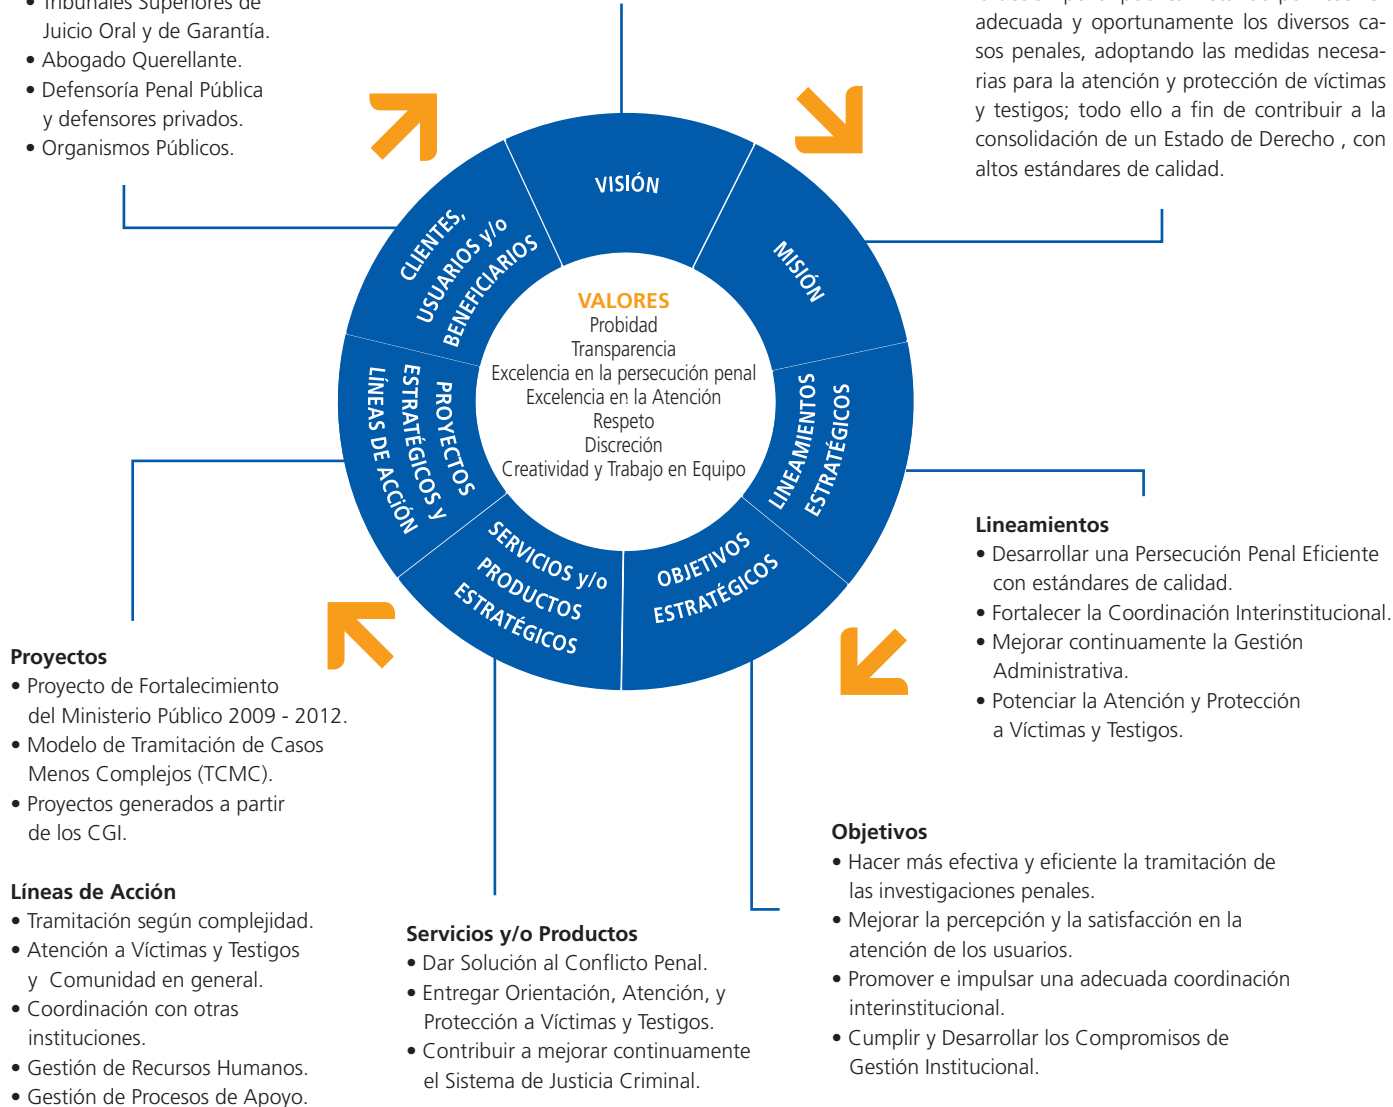 • Tribunales Superiores de
Juicio Oral y de Garantía.
• Abogado Querellante.
• Defensoría Penal Pública
y defensores privados.
• Organismos Públicos.
adecuada y oportunamente los diversos ca-
sos penales, adoptando las medidas necesa-
rias para la atención y protección de víctimas
y testigos; todo ello a fin de contribuir a la
consolidación de un Estado de Derecho , con
altos estándares de calidad.
VISIÓN
MISIÓN
LINEAMIENTOS
ESTRATÉGICOS
OBJETIVOS
ESTRATÉGICOS
SERVICIOS y/o
PRODUCTOS
ESTRATÉGICOS
PROYECTOS
ESTRATÉGICOS y
LÍNEAS DE ACCIÓN
CLIENTES,
USUARIOS y/o
BENEFICIARIOS
VALORES
Probidad
Transparencia
Excelencia en la persecución penal
Excelencia en la Atención
Respeto
Discreción
Creatividad y Trabajo en Equipo
Lineamientos
• Desarrollar una Persecución Penal Eficiente
con estándares de calidad.
• Fortalecer la Coordinación Interinstitucional.
• Mejorar continuamente la Gestión
Administrativa.
• Potenciar la Atención y Protección
a Víctimas y Testigos.
Proyectos
• Proyecto de Fortalecimiento
del Ministerio Público 2009 - 2012.
• Modelo de Tramitación de Casos
Menos Complejos (TCMC).
• Proyectos generados a partir
de los CGI.
Líneas de Acción
• Tramitación según complejidad.
• Atención a Víctimas y Testigos
y Comunidad en general.
• Coordinación con otras
instituciones.
• Gestión de Recursos Humanos.
• Gestión de Procesos de Apoyo.
Servicios y/o Productos
• Dar Solución al Conflicto Penal.
• Entregar Orientación, Atención, y
Protección a Víctimas y Testigos.
• Contribuir a mejorar continuamente
el Sistema de Justicia Criminal.
Objetivos
• Hacer más efectiva y eficiente la tramitación de
las investigaciones penales.
• Mejorar la percepción y la satisfacción en la
atención de los usuarios.
• Promover e impulsar una adecuada coordinación
interinstitucional.
• Cumplir y Desarrollar los Compromisos de
Gestión Institucional.